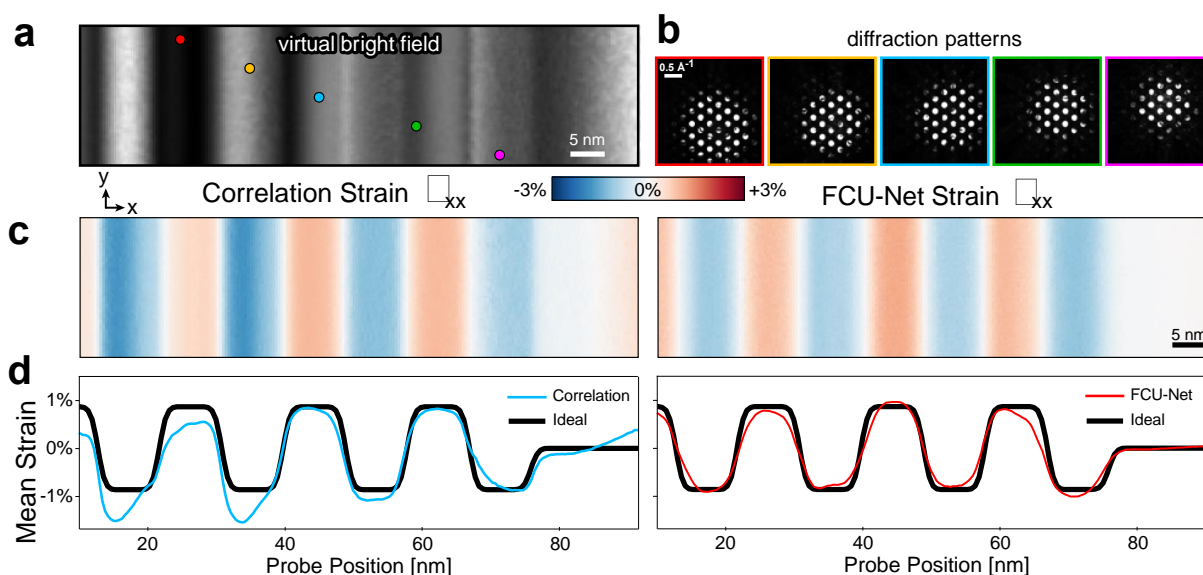 a
virtual bright field
5 nm
b
diffraction patterns
0.5 Å-1
y
x
Correlation Strain □xx
-3% 0% +3%
FCU-Net Strain □xx
c
5 nm
d
Mean Strain
1%
0%
-1%
Correlation
Ideal
20 40 60 80
Probe Position [nm]
FCU-Net
Ideal
20 40 60 80
Probe Position [nm]